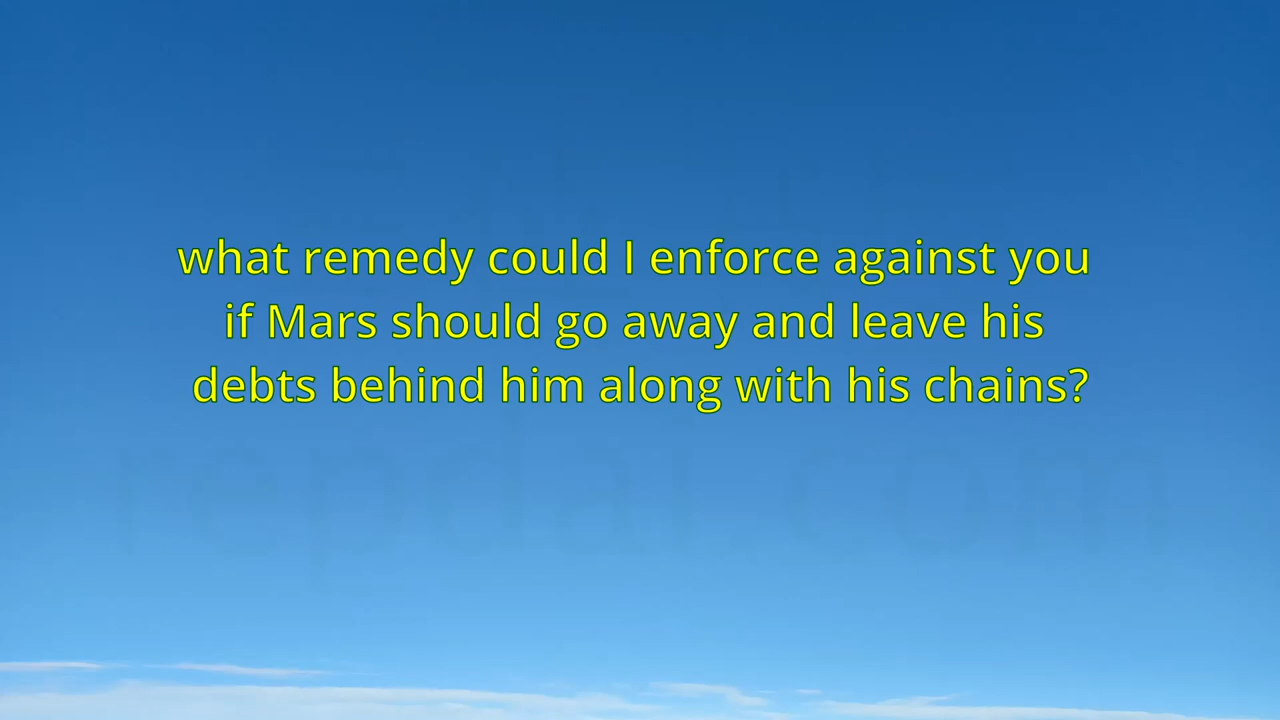 what remedy could I enforce against you
if Mars should go away and leave his
debts behind him along with his chains?